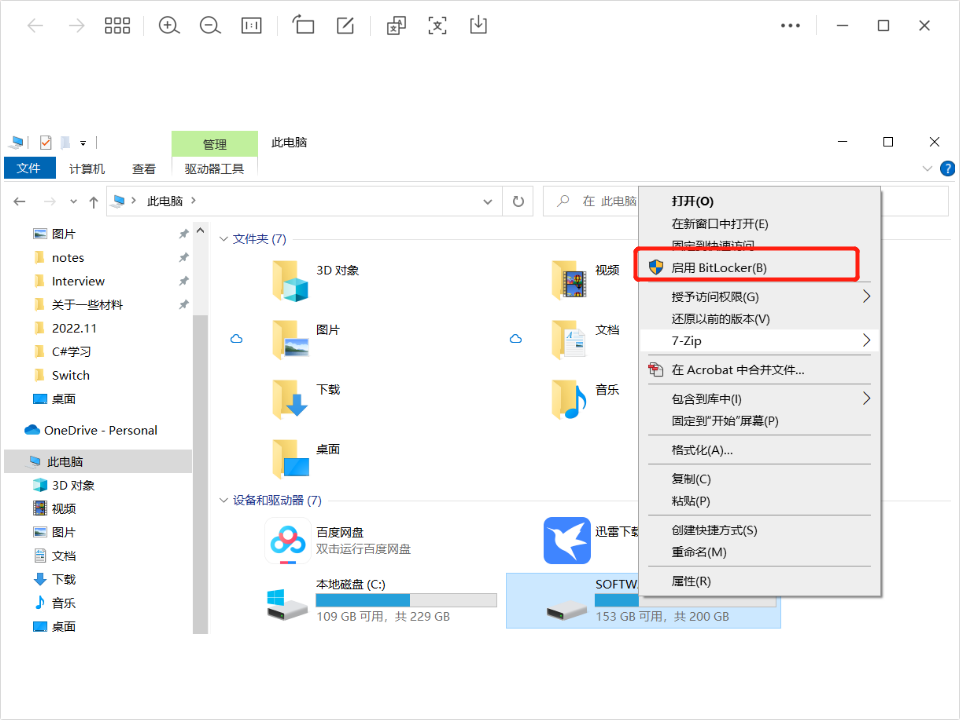 管理
此电脑
文件
计算机
查看
驱动器工具
此电脑
在 此电脑
图片
notes
Interview
关于一些材料
2022.11
C#学习
Switch
桌面
OneDrive - Personal
此电脑
3D 对象
视频
图片
文档
下载
音乐
桌面
文件夹 (7)
3D 对象
视频
图片
文档
下载
音乐
桌面
设备和驱动器 (7)
百度网盘
双击运行百度网盘
迅雷下载
本地磁盘 (C:)
109 GB 可用，共 229 GB
SOFTW
153 GB 可用，共 200 GB
打开(O)
在新窗口中打开(E)
固定到快速访问
启用 BitLocker(B)
授予访问权限(G)
还原以前的版本(V)
7-Zip
在 Acrobat 中合并文件...
包含到库中(I)
固定到"开始"屏幕(P)
格式化(A)...
复制(C)
粘贴(P)
创建快捷方式(S)
重命名(M)
属性(R)